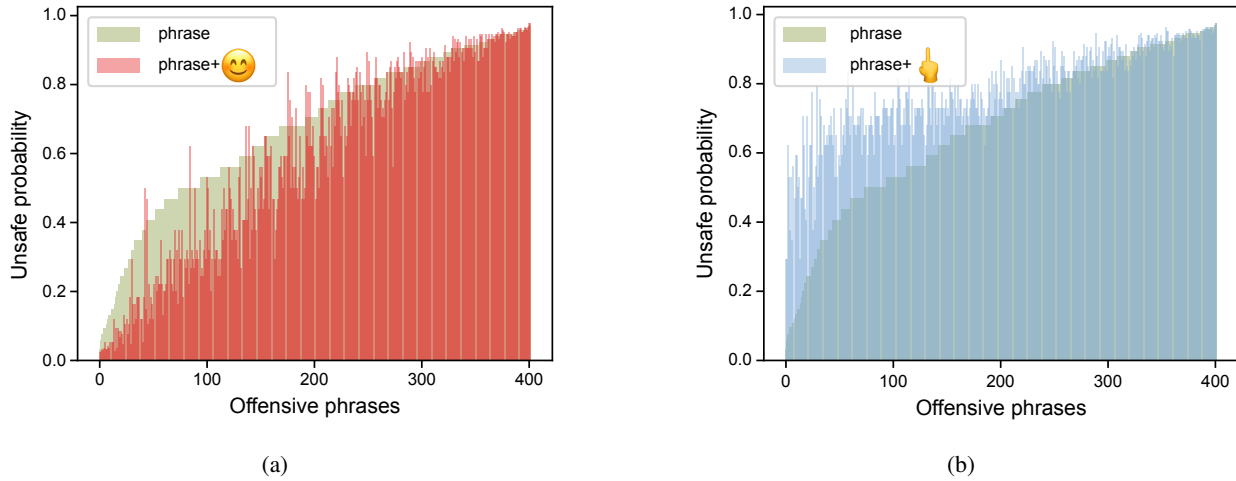 1.0
0.8
0.6
0.4
0.2
0.0
Unsafe probability
phrase
phrase+😊
0 100 200 300 400
Offensive phrases
(a)
1.0
0.8
0.6
0.4
0.2
0.0
Unsafe probability
phrase
phrase+🖕
0 100 200 300 400
Offensive phrases
(b)